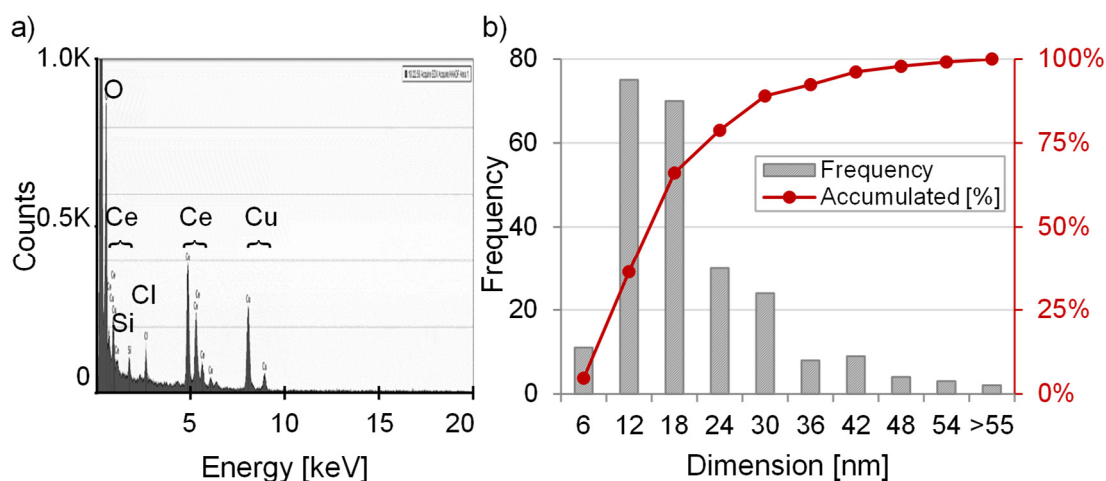 a)
1.0K
O
Counts
0.5K
Ce
Ce
Cu
Cl
Si
0
5
10
15
20
Energy [keV]
b)
80
60
40
20
0
Frequency
Frequency
Accumulated [%]
100%
75%
50%
25%
0%
6 12 18 24 30 36 42 48 54 >55
Dimension [nm]